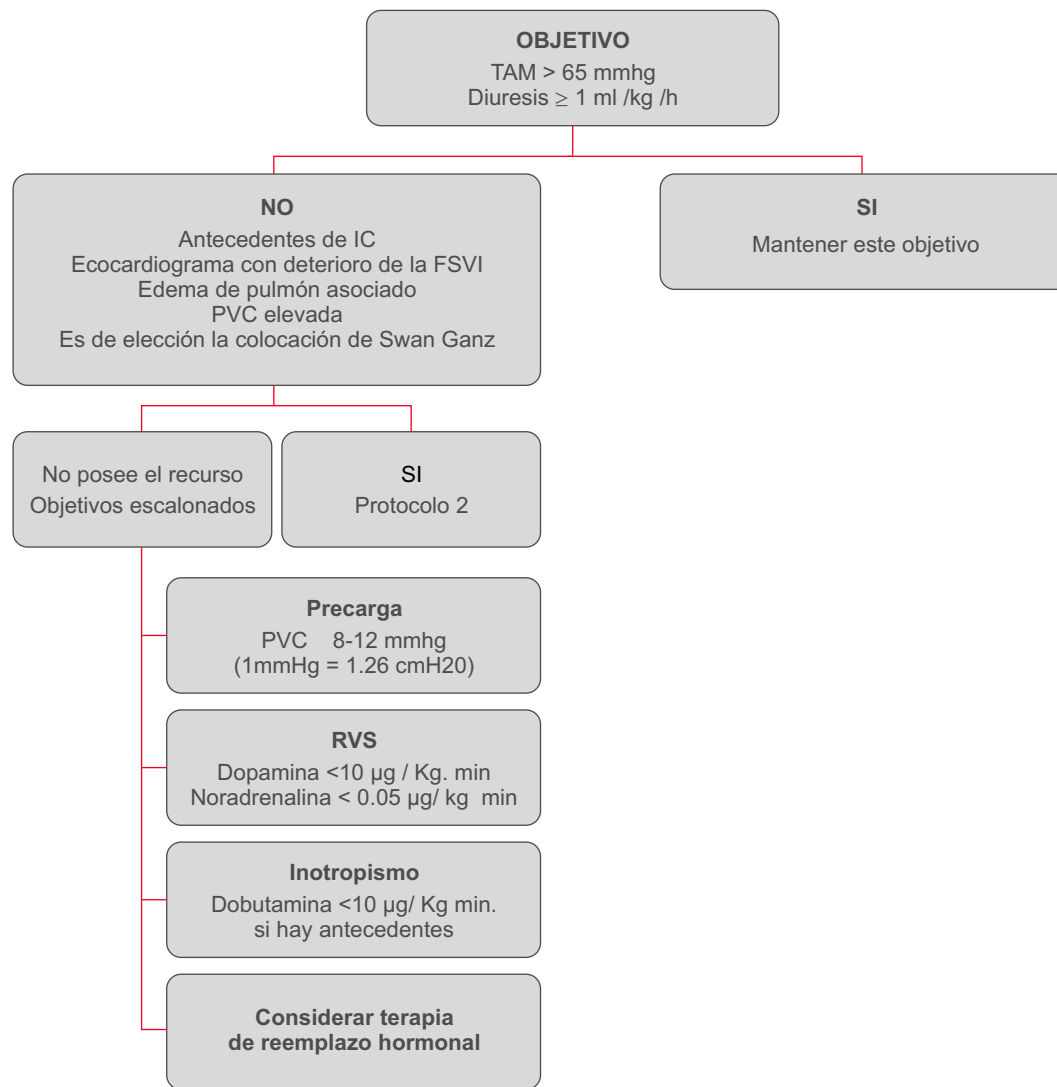 OBJETIVO
TAM > 65 mmhg
Diuresis ≥ 1 ml /kg /h
NO
Antecedentes de IC
Ecocardiograma con deterioro de la FSVI
Edema de pulmón asociado
PVC elevada
Es de elección la colocación de Swan Ganz
SI
Mantener este objetivo
No posee el recurso
Objetivos escalonados
SI
Protocolo 2
Precarga
PVC 8-12 mmhg
(1mmHg = 1.26 cmH20)
RVS
Dopamina <10 µg / Kg. min
Noradrenalina < 0.05 µg/ kg min
Inotropismo
Dobutamina <10 µg/ Kg min.
si hay antecedentes
Considerar terapia
de reemplazo hormonal